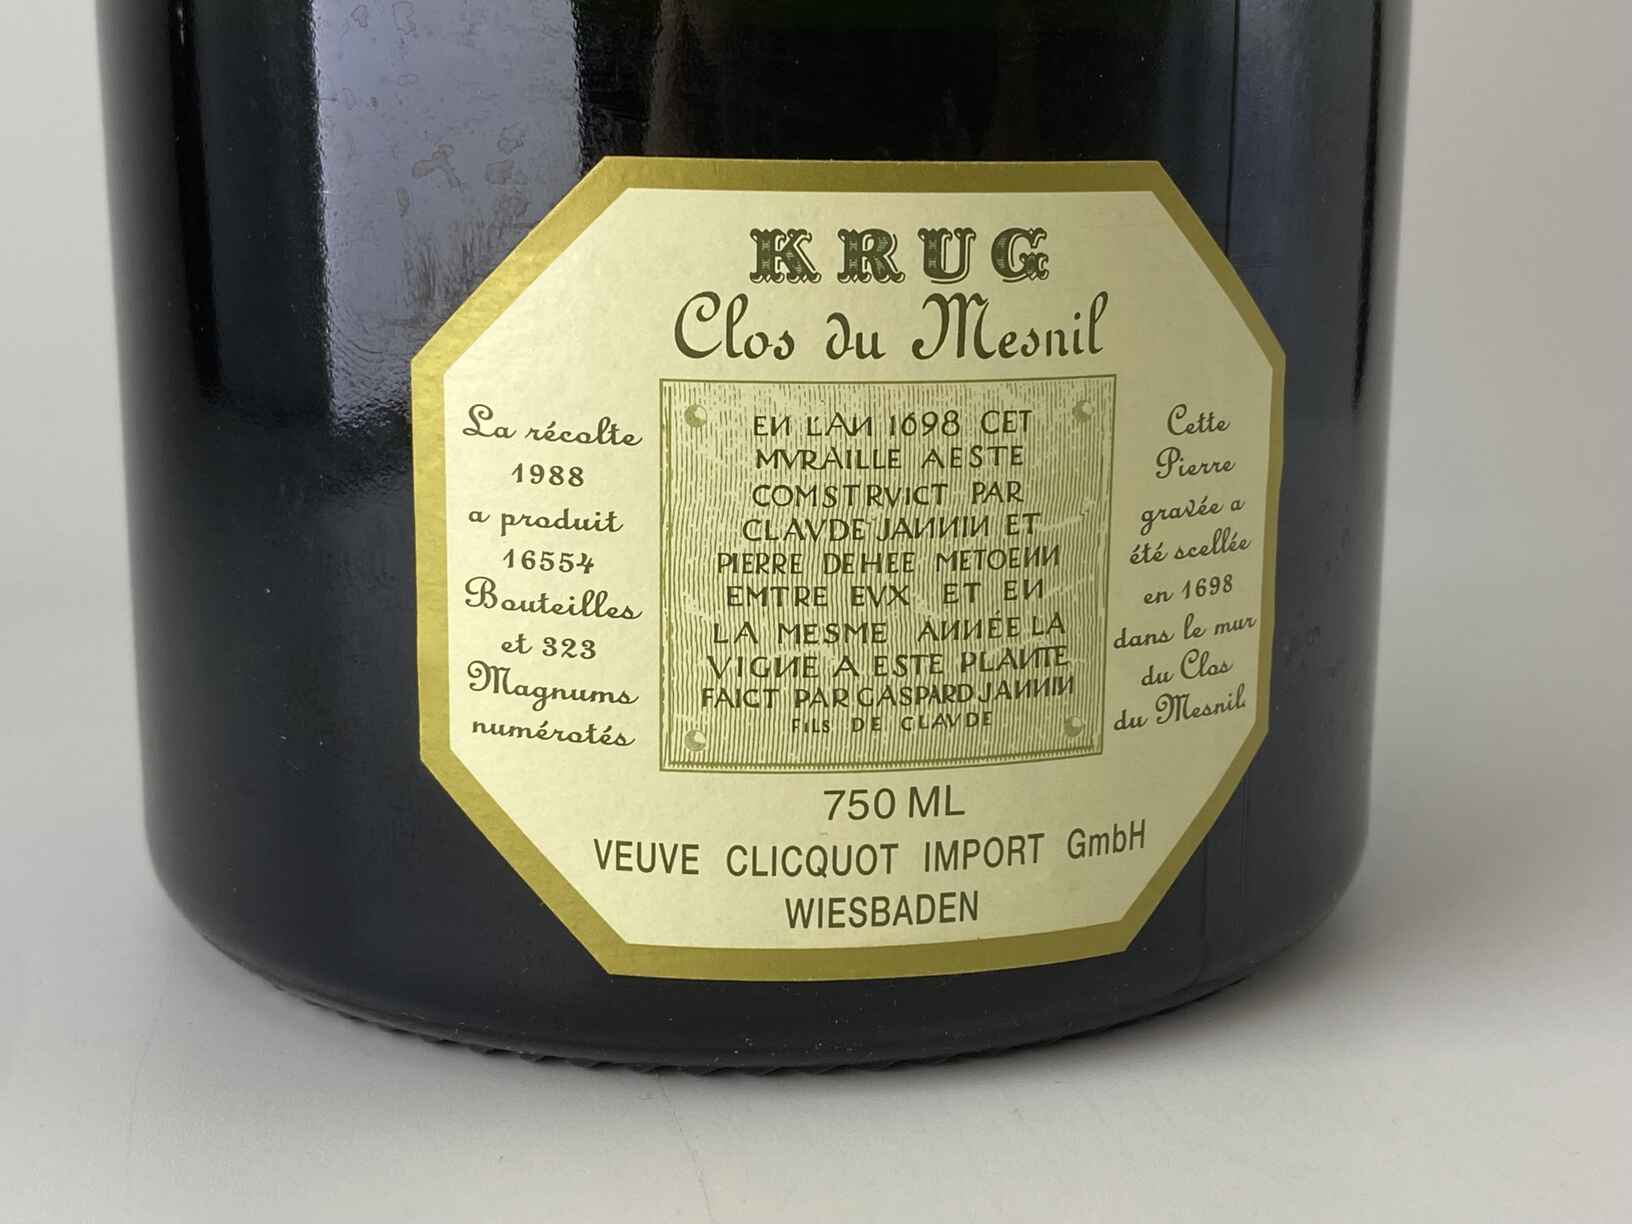 KRUG
Clos du Mesnil
La récolte
1988
a produit
16554
Bouteilles
et 323
Magnums
numérotés
EN L'AN 1698 CET
MVRAILLE AESTE
COMSTRVICT PAR
CLAVDE JANNIN ET
PIERRE DEHEE METOENN
EMTRE EVX ET EN
LA MESME ANNÉE LA
VIGNE A ESTE PLANTE
FAICT PAR GASPARD JANNIN
FILS DE CLAVDE
Cette
Pierre
gravée a
été scellée
en 1698
dans le mur
du Clos
du Mesnil.
750 ML
VEUVE CLICQUOT IMPORT GmbH
WIESBADEN